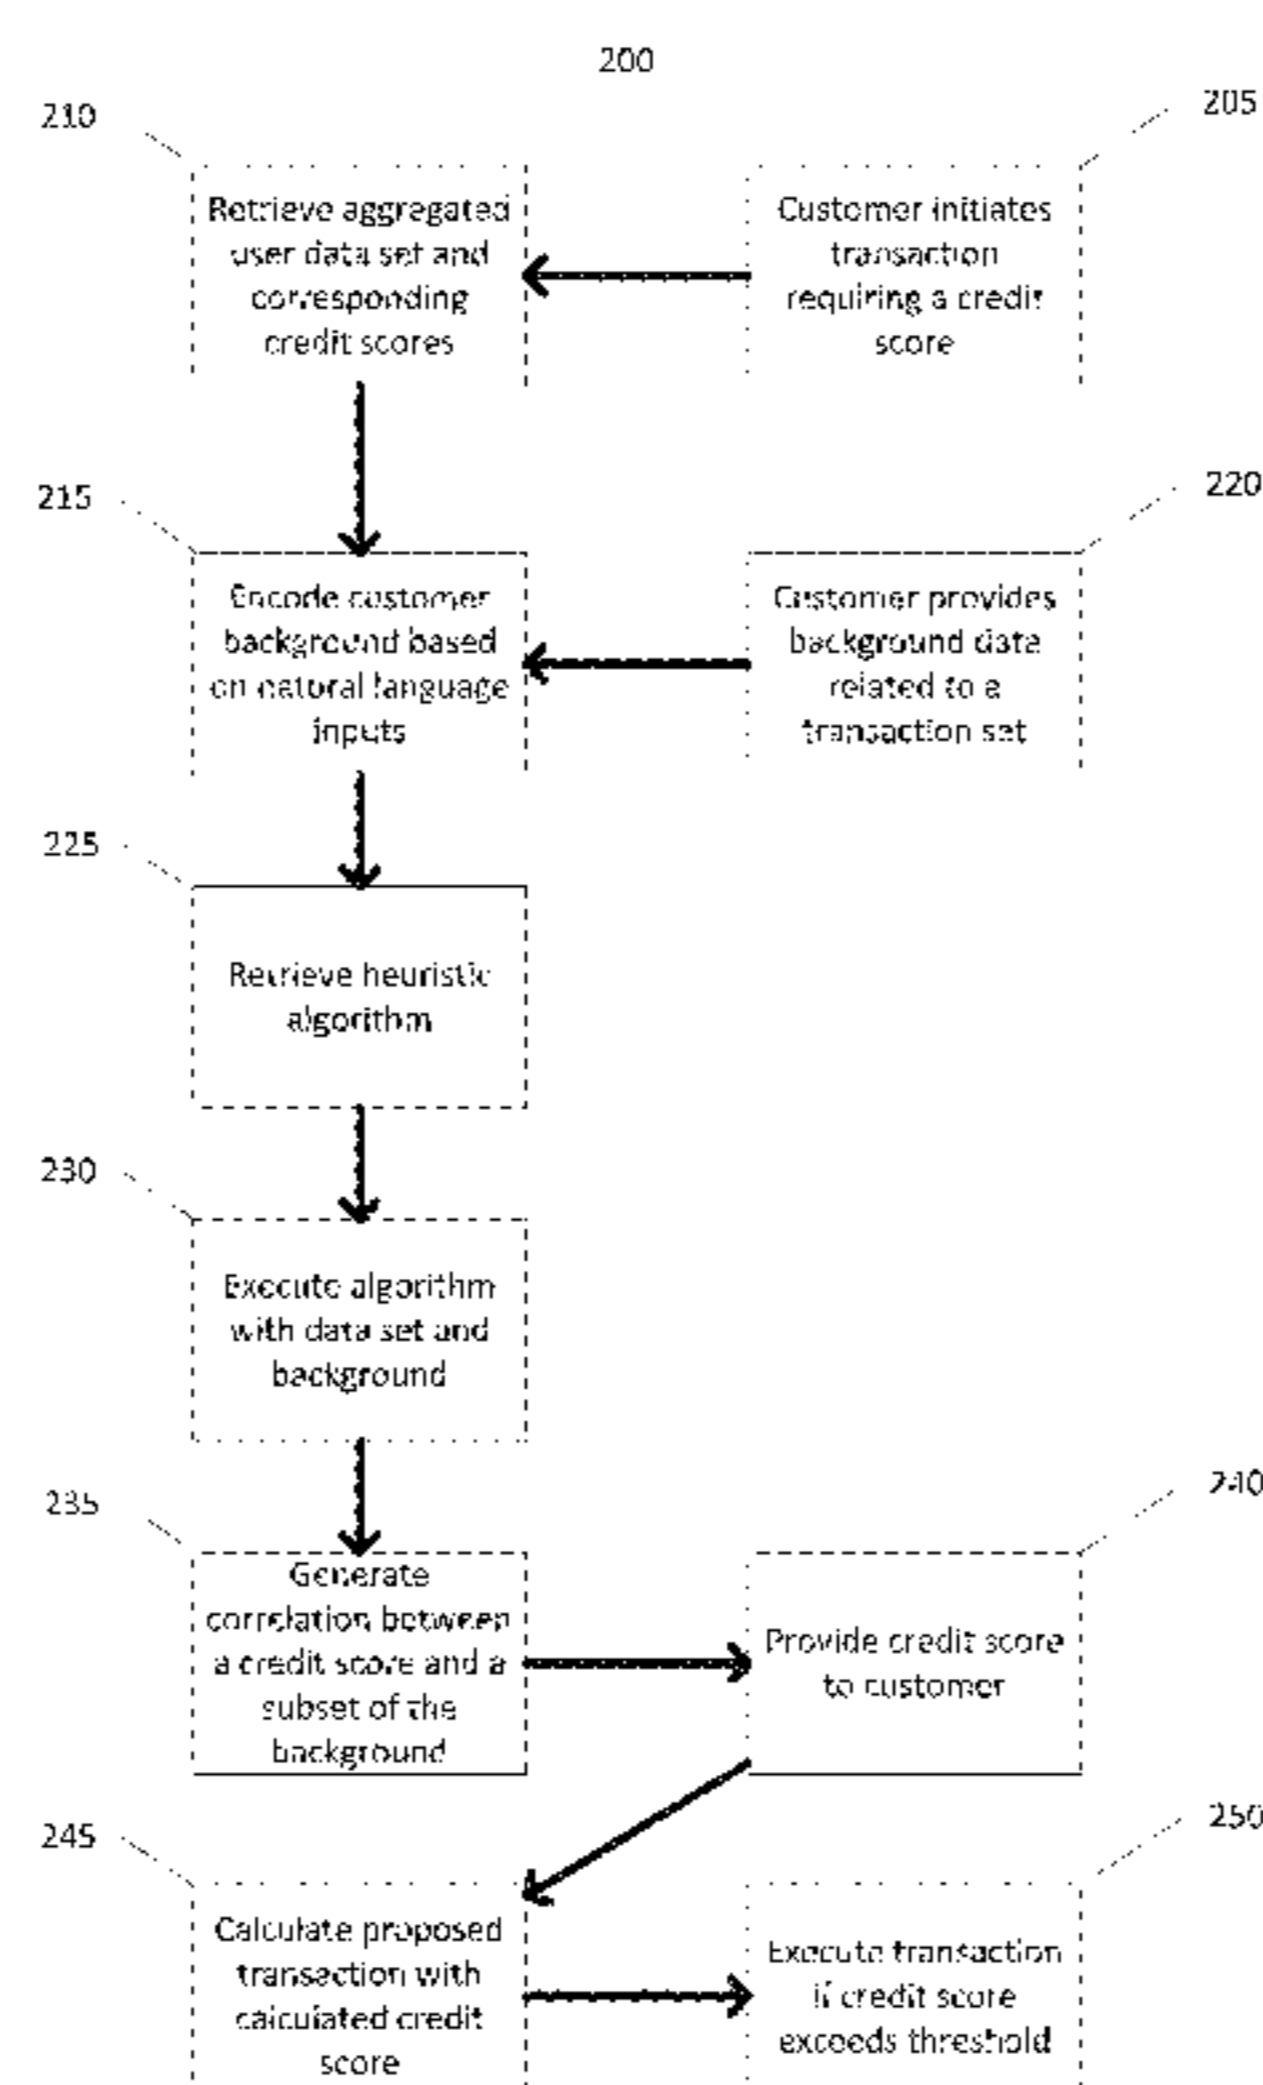 200
210
205
Retrieve aggregated
user data set and
corresponding
credit scores
Customer initiates
transaction
requiring a credit
score
215
220
Encode customer
background based
on natural language
inputs
Customer provides
background data
related to a
transaction set
225
Retrieve heuristic
algorithm
230
Execute algorithm
with data set and
background
235
240
Generate
correlation between
a credit score and a
subset of the
background
Provide credit score
to customer
245
250
Calculate proposed
transaction with
calculated credit
score
Execute transaction
if credit score
exceeds threshold